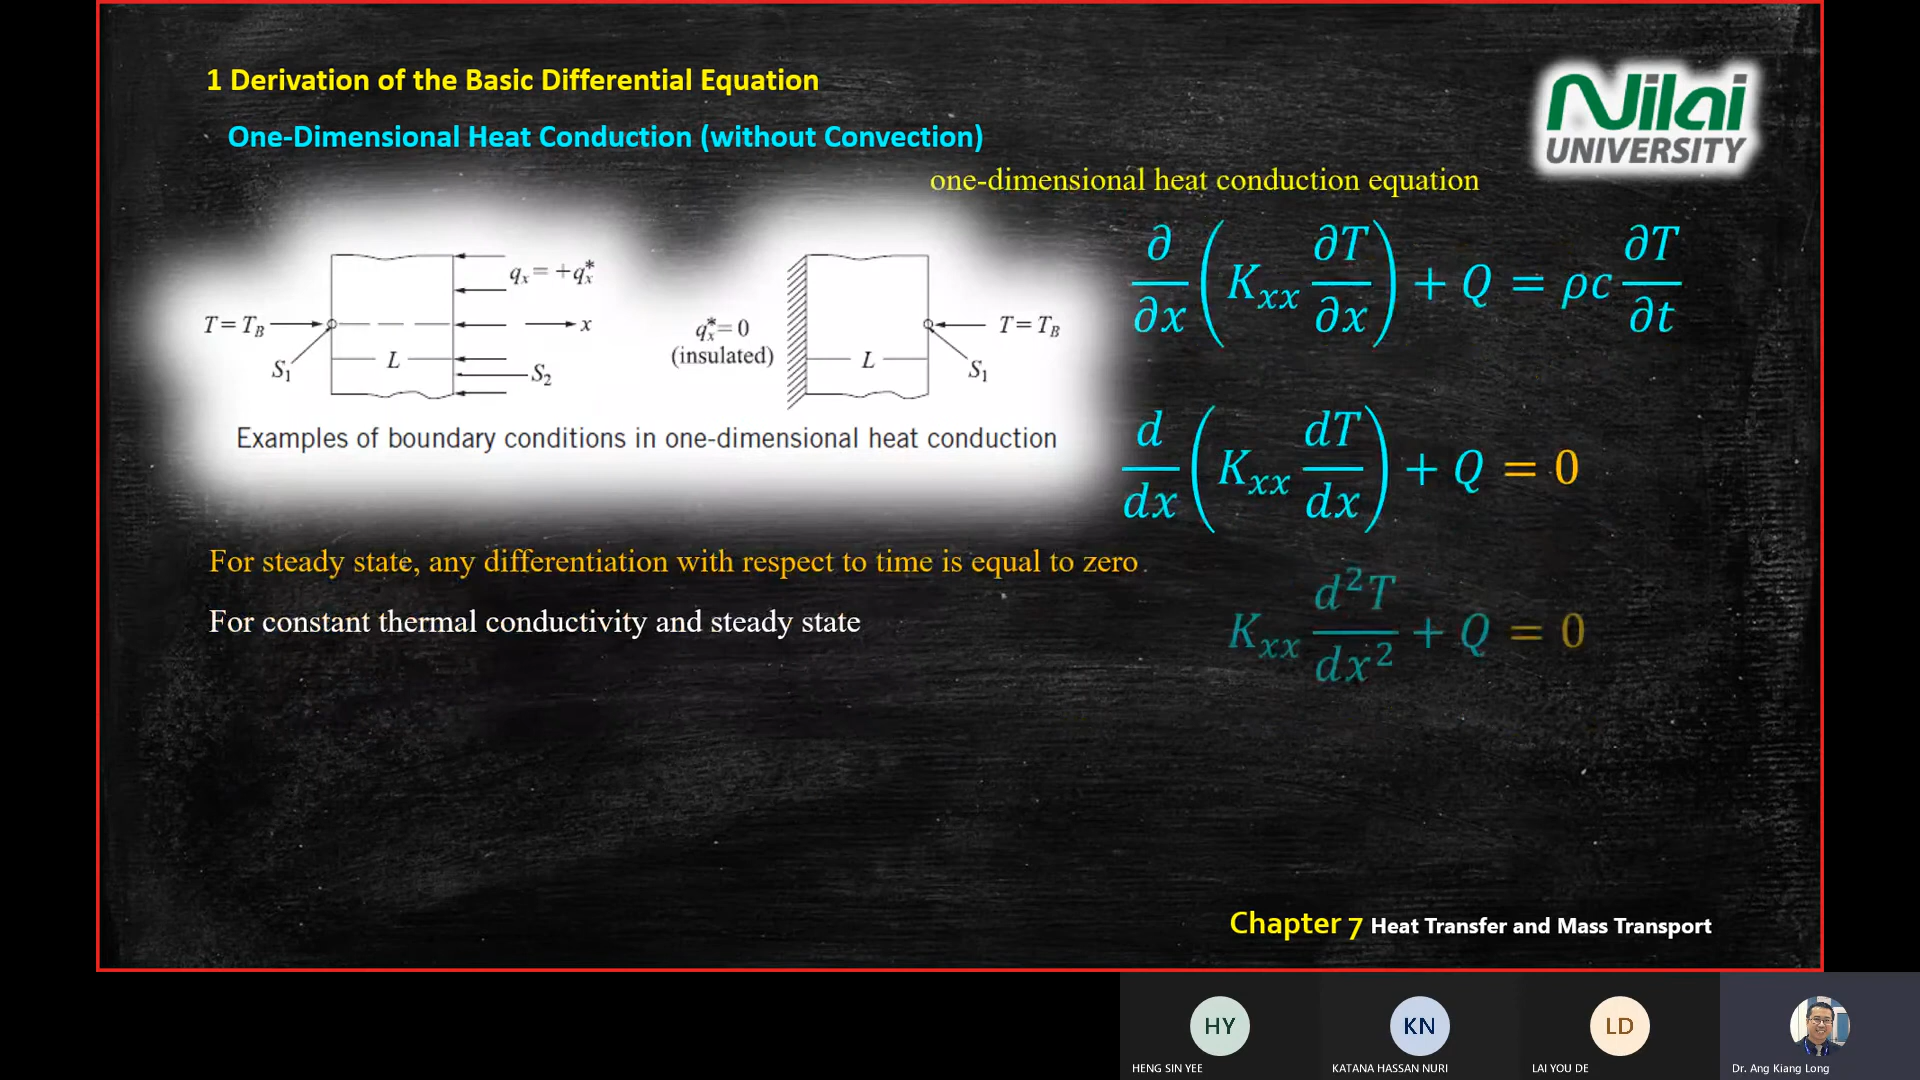 1 Derivation of the Basic Differential Equation
One-Dimensional Heat Conduction (without Convection)
Nilai
UNIVERSITY
one-dimensional heat conduction equation
∂/∂x (K_xx ∂T/∂x) + Q = ρc ∂T/∂t
q_x = +q_x^*
T = T_B
x
S_1
L
S_2
q_x^* = 0
(insulated)
L
T = T_B
S_1
Examples of boundary conditions in one-dimensional heat conduction
d/dx (K_xx dT/dx) + Q = 0
For steady state, any differentiation with respect to time is equal to zero.
For constant thermal conductivity and steady state
K_xx d²T/dx² + Q = 0
Chapter 7 Heat Transfer and Mass Transport
HY
KN
LD
HENG SIN YEE
KATANA HASSAN NURI
LAI YOU DE
Dr. Ang Kiang Long